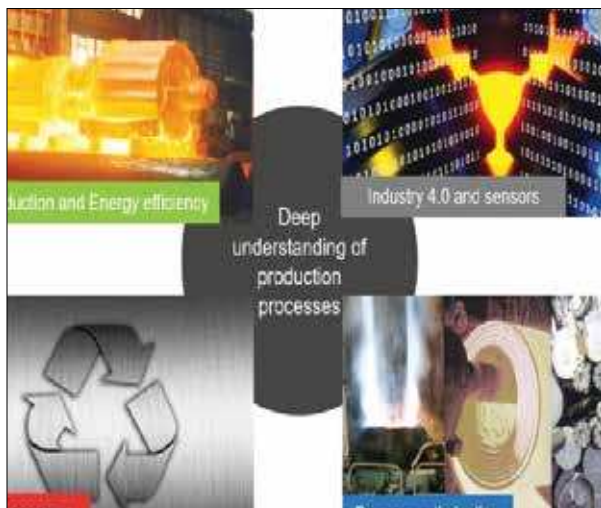 duction and Energy efficiency
Industry 4.0 and sensors
Deep
understanding of
production
processes